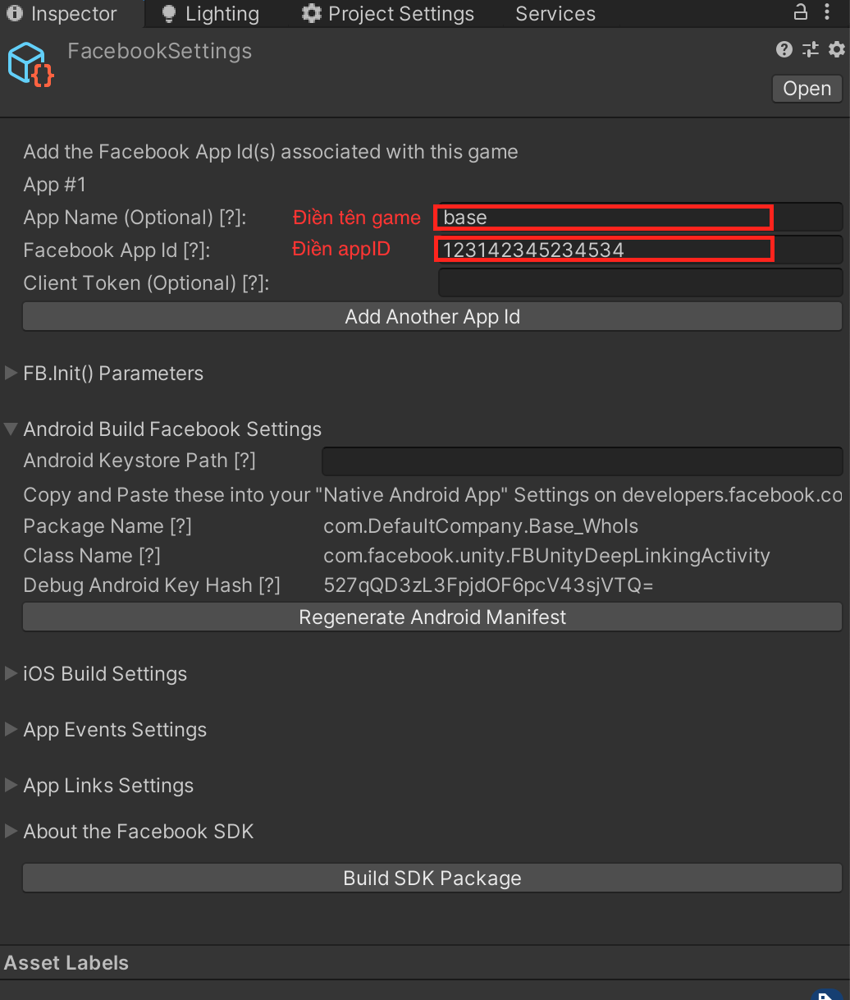 Inspector Lighting Project Settings Services
FacebookSettings
Open
Add the Facebook App Id(s) associated with this game
App #1
App Name (Optional) [?]: Điền tên game base
Facebook App Id [?]: Điền appID 123142345234534
Client Token (Optional) [?]:
Add Another App Id
FB.Init() Parameters
Android Build Facebook Settings
Android Keystore Path [?]
Copy and Paste these into your "Native Android App" Settings on developers.facebook.co
Package Name [?] com.DefaultCompany.Base_WhoIs
Class Name [?] com.facebook.unity.FBUnityDeepLinkingActivity
Debug Android Key Hash [?] 527qQD3zL3FpjdOF6pcV43sjVTQ=
Regenerate Android Manifest
iOS Build Settings
App Events Settings
App Links Settings
About the Facebook SDK
Build SDK Package
Asset Labels